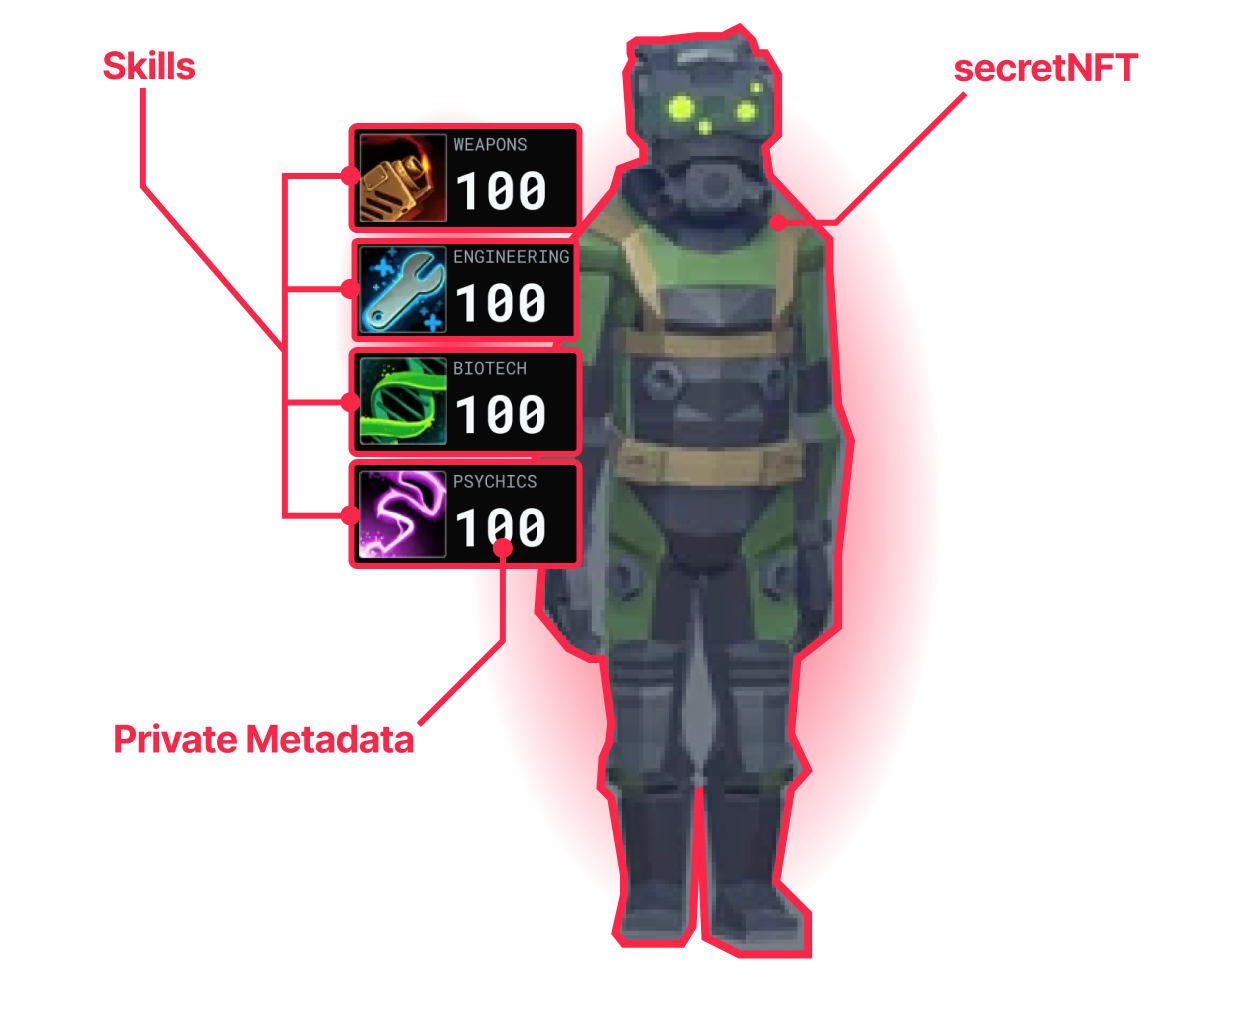 Skills
secretNFT
WEAPONS
100
ENGINEERING
100
BIOTECH
100
PSYCHICS
100
Private Metadata